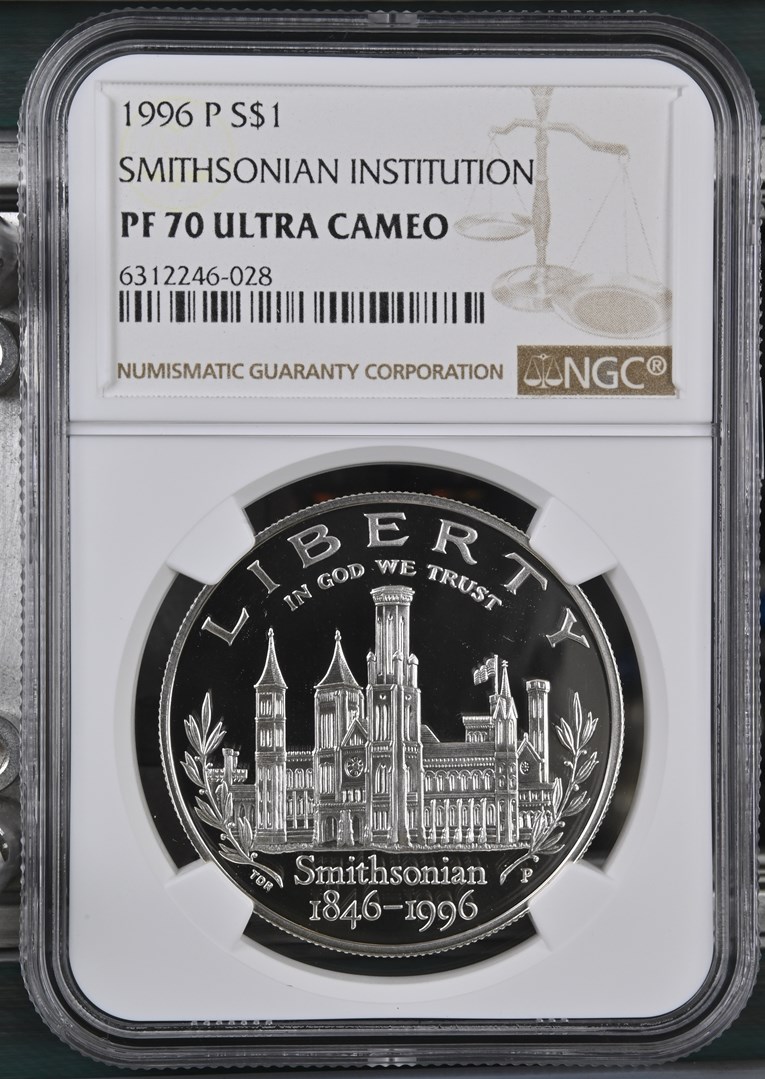 1996 P S$1
SMITHSONIAN INSTITUTION
PF 70 ULTRA CAMEO
6312246-028
NUMISMATIC GUARANTY CORPORATION
NGC®
LIBERTY
IN GOD WE TRUST
TDR
P
Smithsonian
1846–1996